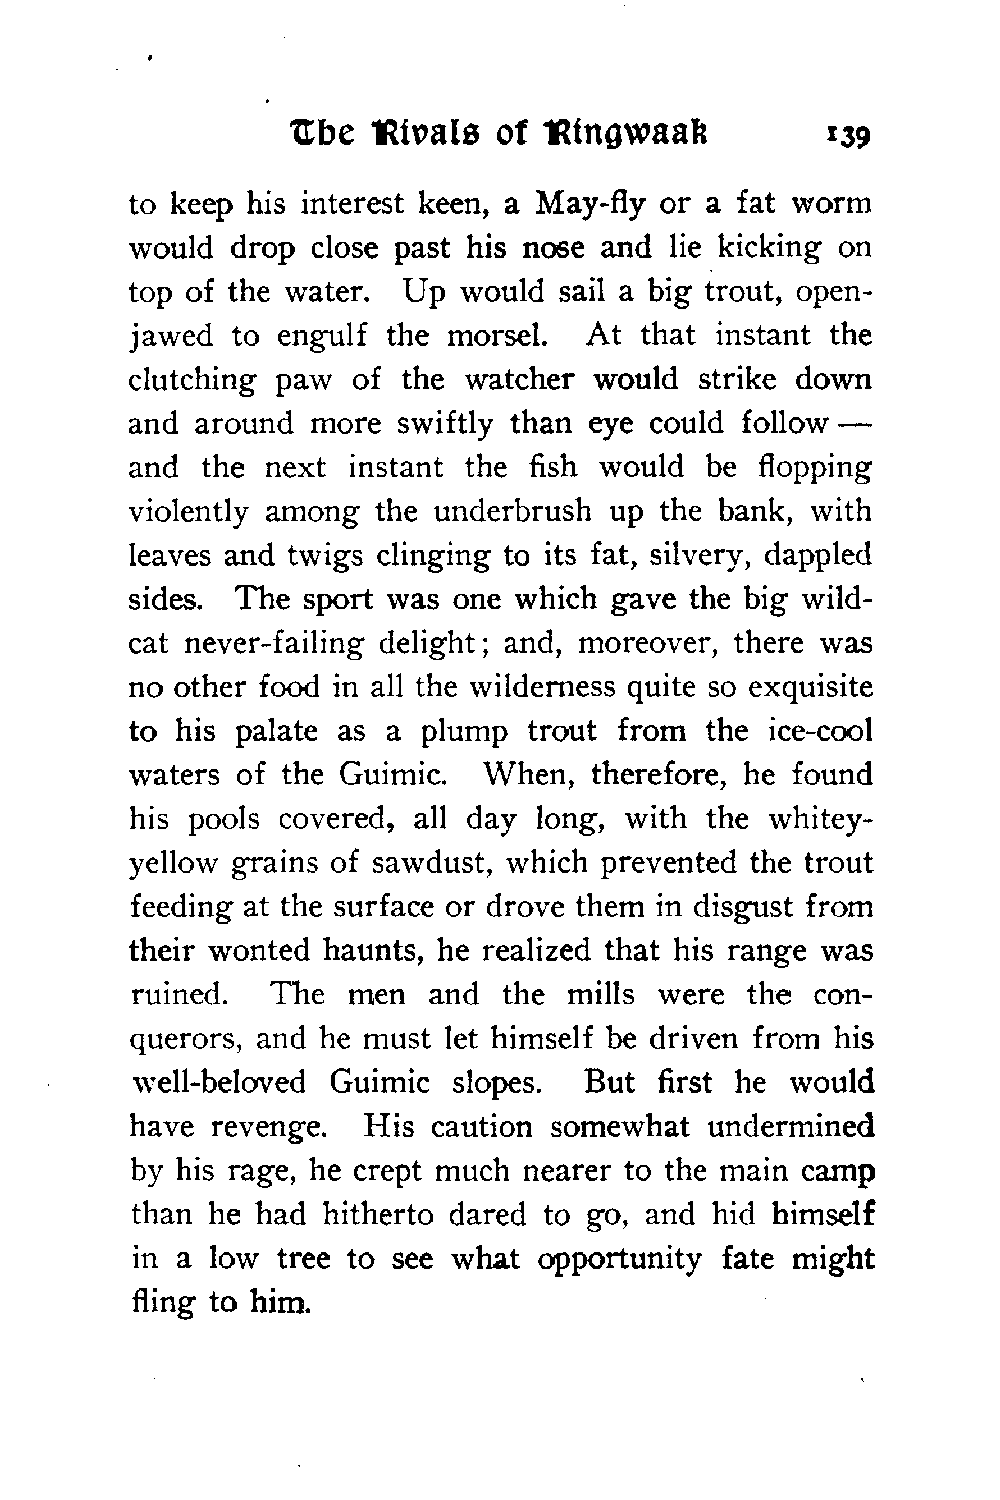 The Rivals of Ringwaak 139
to keep his interest keen, a May-fly or a fat worm
would drop close past his nose and lie kicking on
top of the water. Up would sail a big trout, open-
jawed to engulf the morsel. At that instant the
clutching paw of the watcher would strike down
and around more swiftly than eye could follow —
and the next instant the fish would be flopping
violently among the underbrush up the bank, with
leaves and twigs clinging to its fat, silvery, dappled
sides. The sport was one which gave the big wild-
cat never-failing delight; and, moreover, there was
no other food in all the wilderness quite so exquisite
to his palate as a plump trout from the ice-cool
waters of the Guimic. When, therefore, he found
his pools covered, all day long, with the whitey-
yellow grains of sawdust, which prevented the trout
feeding at the surface or drove them in disgust from
their wonted haunts, he realized that his range was
ruined. The men and the mills were the con-
querors, and he must let himself be driven from his
well-beloved Guimic slopes. But first he would
have revenge. His caution somewhat undermined
by his rage, he crept much nearer to the main camp
than he had hitherto dared to go, and hid himself
in a low tree to see what opportunity fate might
fling to him.